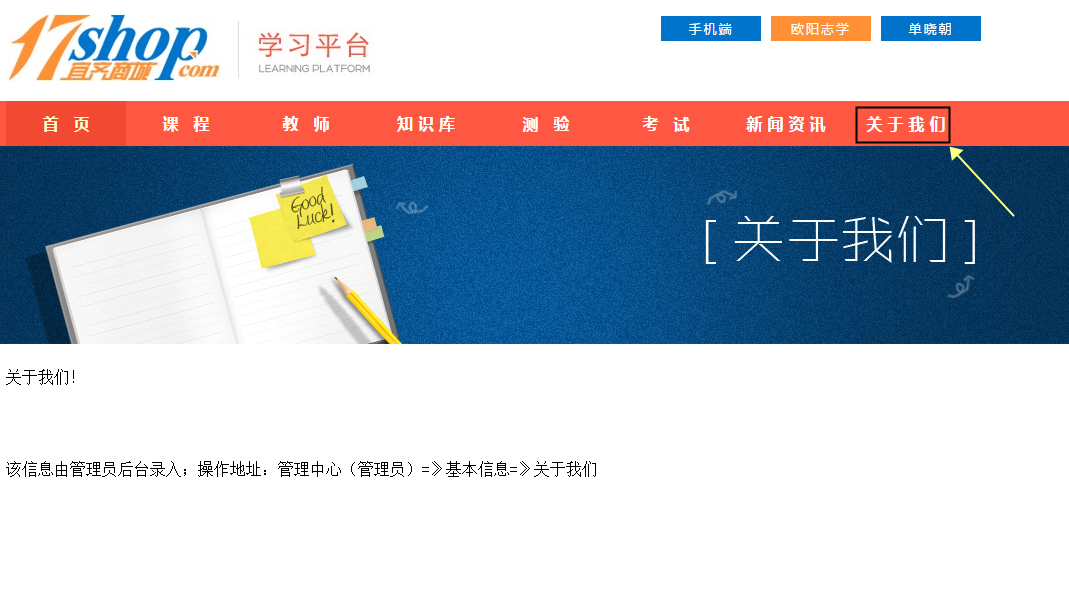 17shop
宜齐商城com
学习平台
LEARNING PLATFORM
手机端 欧阳志学 单晓朝
首 页 课 程 教 师 知识库 测 验 考 试 新闻资讯 关于我们
Good
Luck!
[ 关于我们 ]
关于我们!
该信息由管理员后台录入；操作地址：管理中心（管理员）=》基本信息=》关于我们